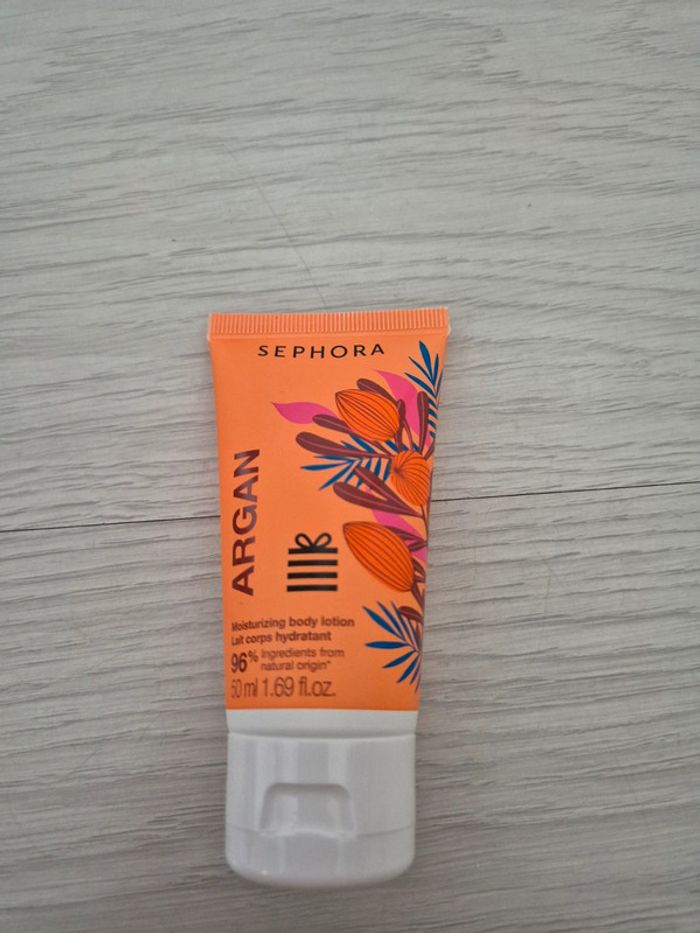 SEPHORA
ARGAN
Moisturizing body lotion
Lait corps hydratant
96% ingredients from
natural origin*
50 ml 1.69 fl.oz.